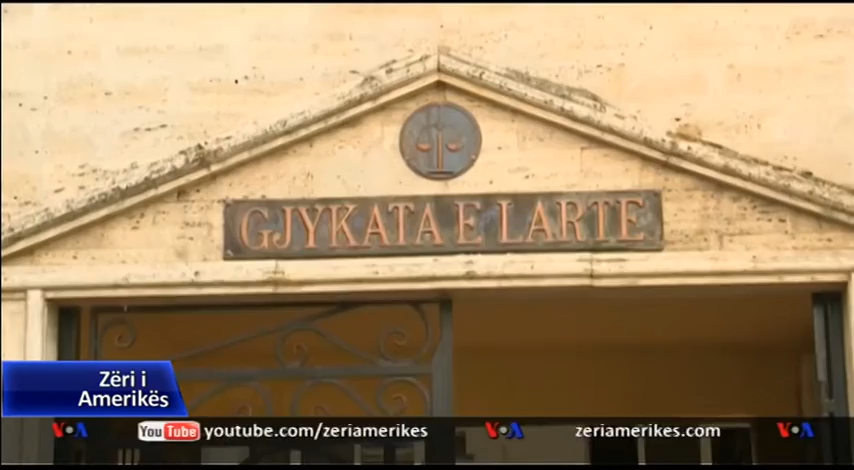 GJYKATA E LARTE
Zëri i
Amerikës
VOA YouTube youtube.com/zeriamerikes VOA zeriamerikes.com VOA